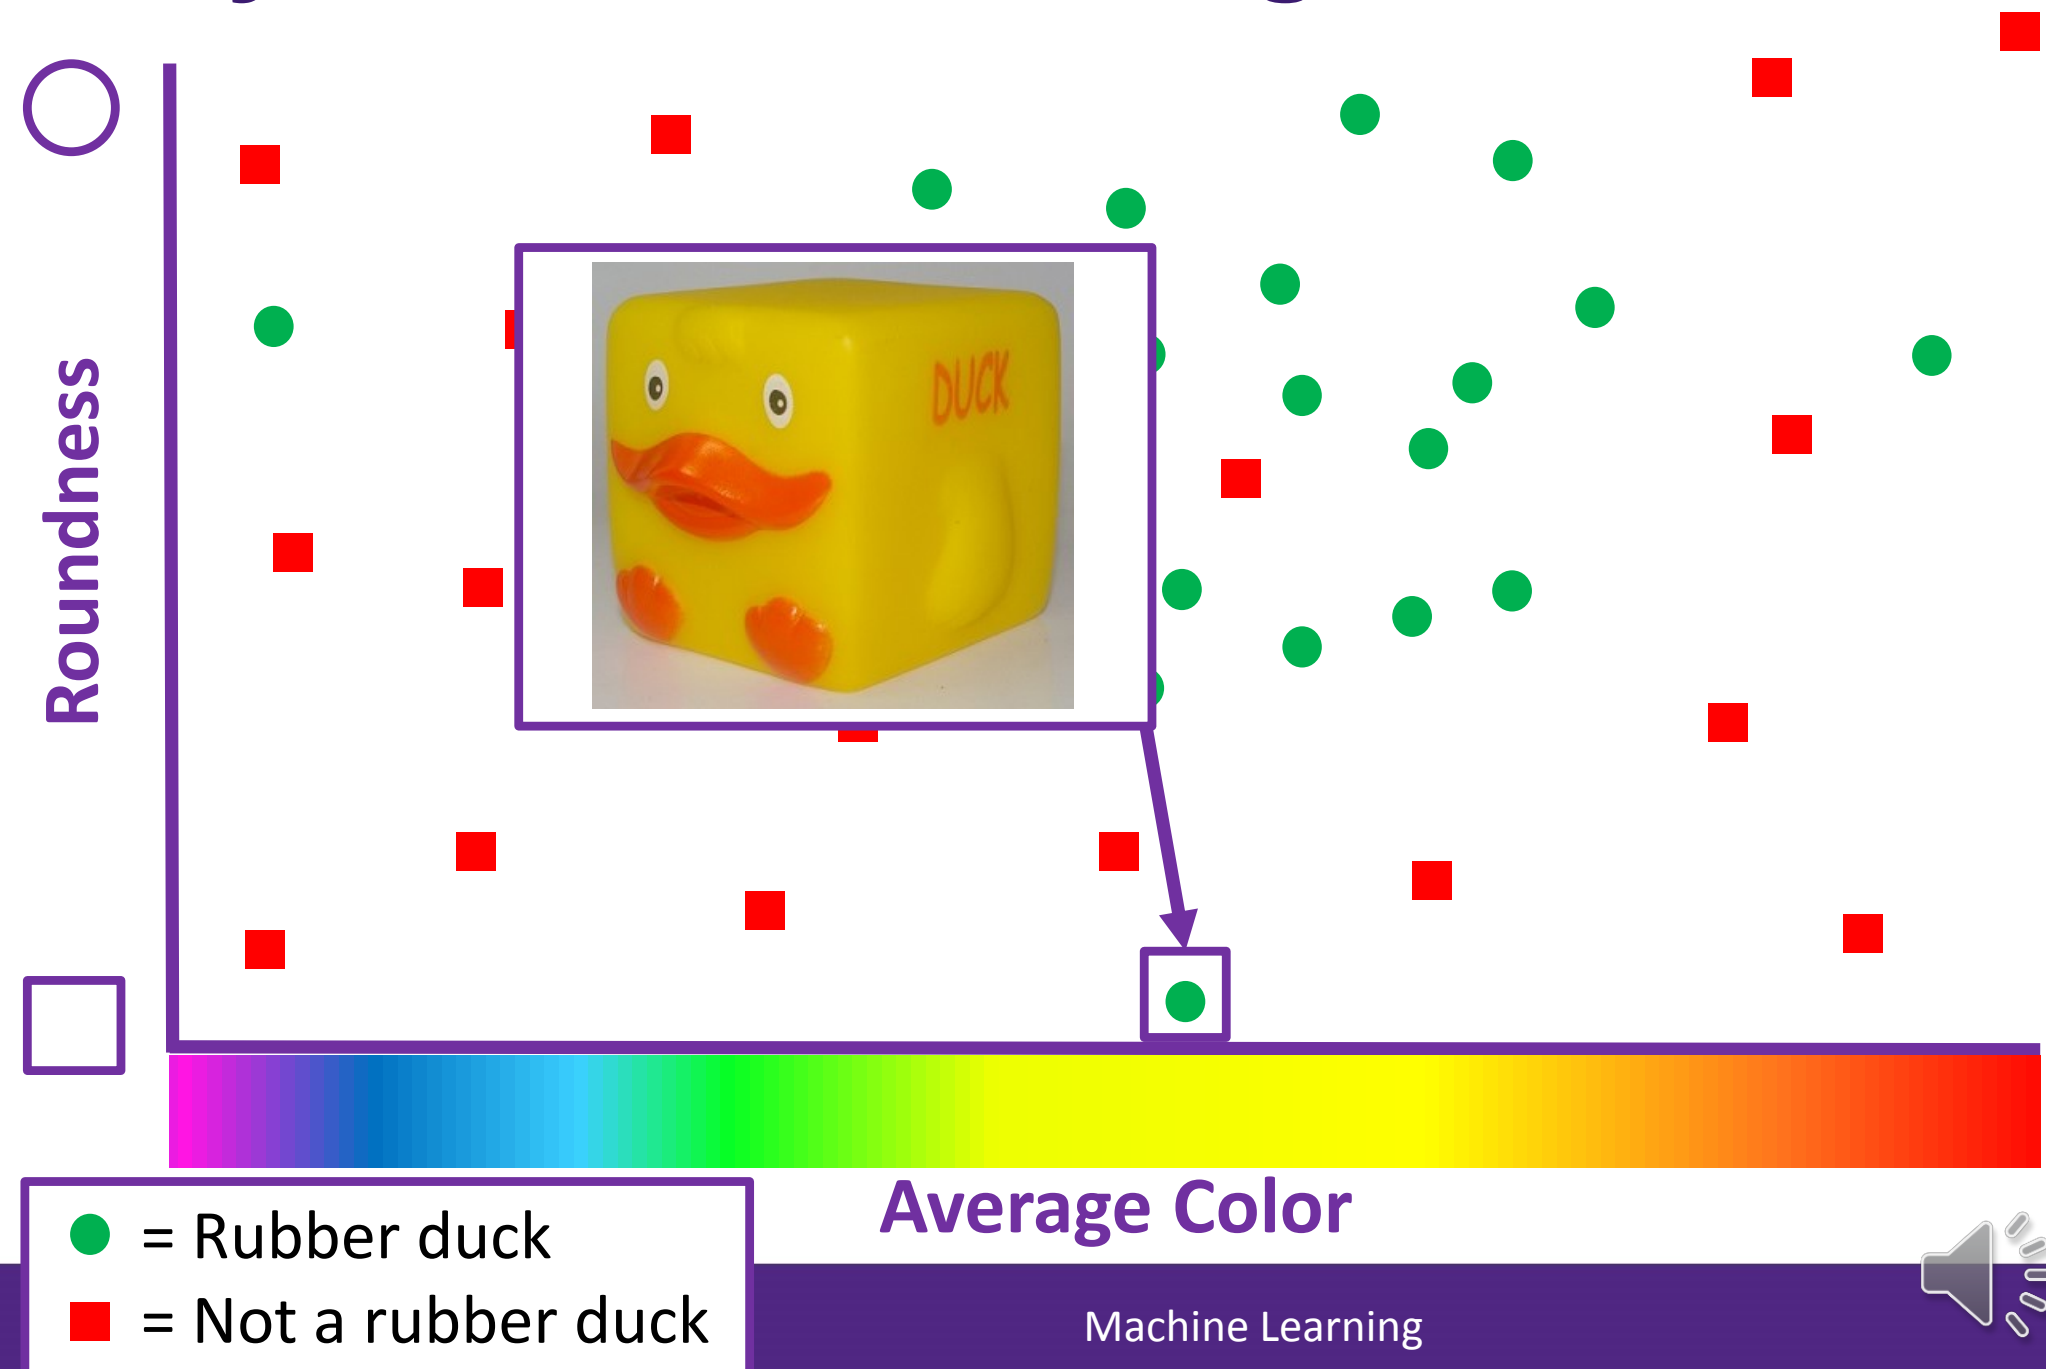 Roundness
DUCK
Average Color
= Rubber duck
= Not a rubber duck
Machine Learning